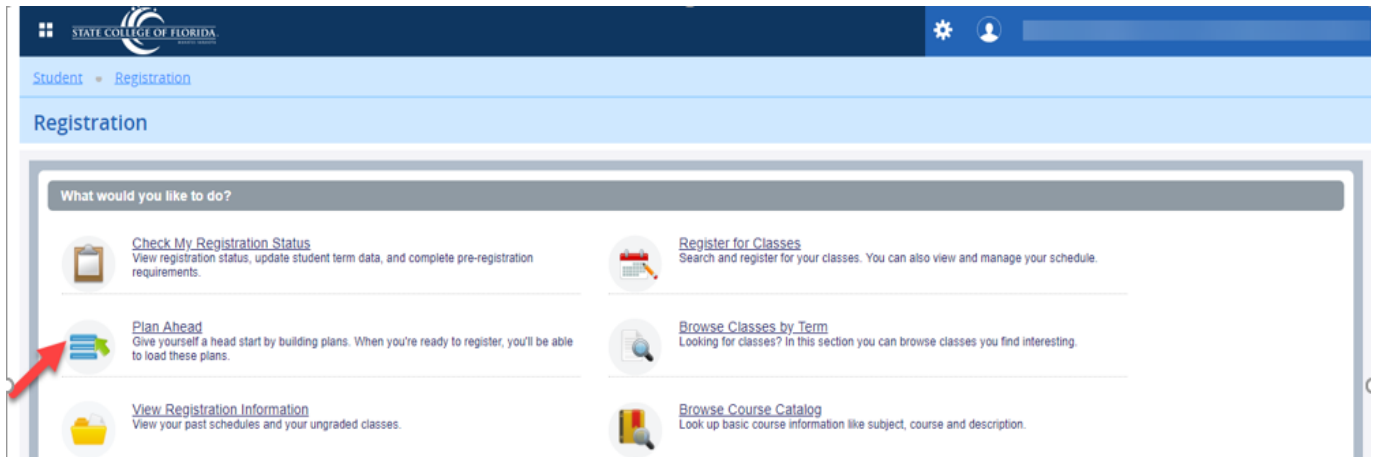 STATE COLLEGE OF FLORIDA
Student • Registration
Registration
What would you like to do?
Check My Registration Status
View registration status, update student term data, and complete pre-registration
requirements.
Register for Classes
Search and register for your classes. You can also view and manage your schedule.
Plan Ahead
Give yourself a head start by building plans. When you're ready to register, you'll be able
to load these plans.
Browse Classes by Term
Looking for classes? In this section you can browse classes you find interesting.
View Registration Information
View your past schedules and your ungraded classes.
Browse Course Catalog
Look up basic course information like subject, course and description.